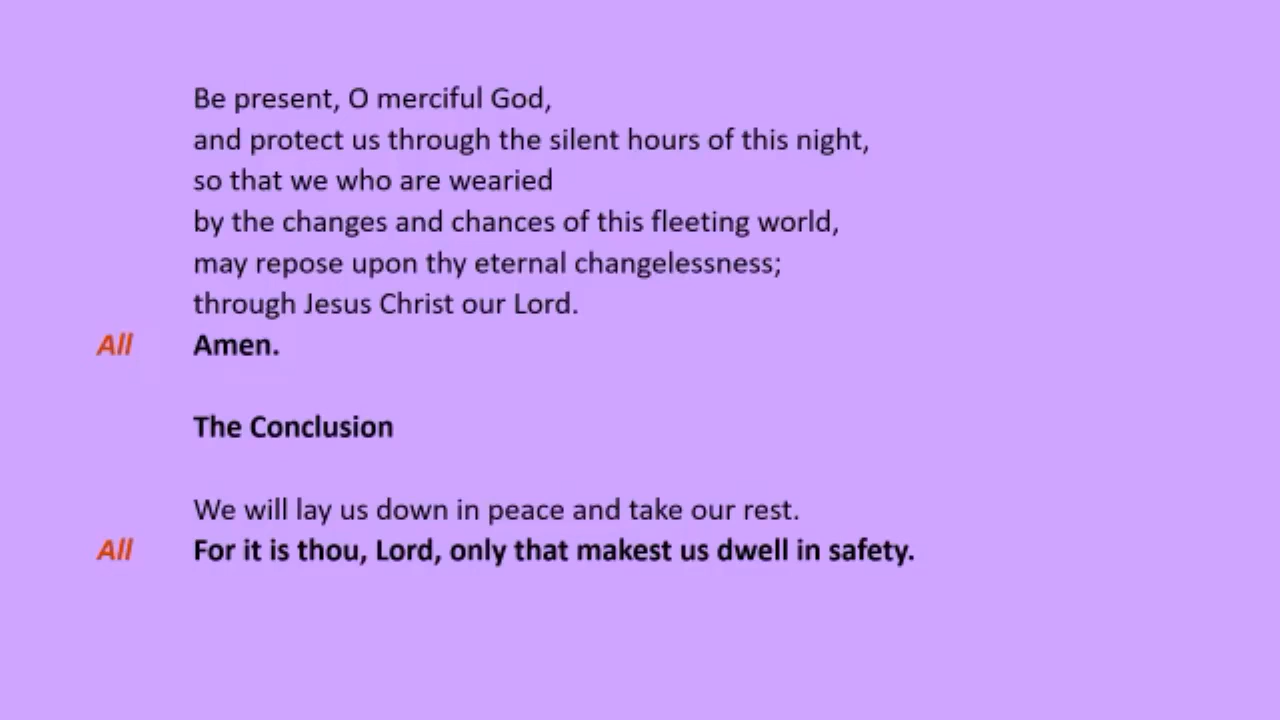 Be present, O merciful God,
and protect us through the silent hours of this night,
so that we who are wearied
by the changes and chances of this fleeting world,
may repose upon thy eternal changelessness;
through Jesus Christ our Lord.
All Amen.
The Conclusion
We will lay us down in peace and take our rest.
All For it is thou, Lord, only that makest us dwell in safety.